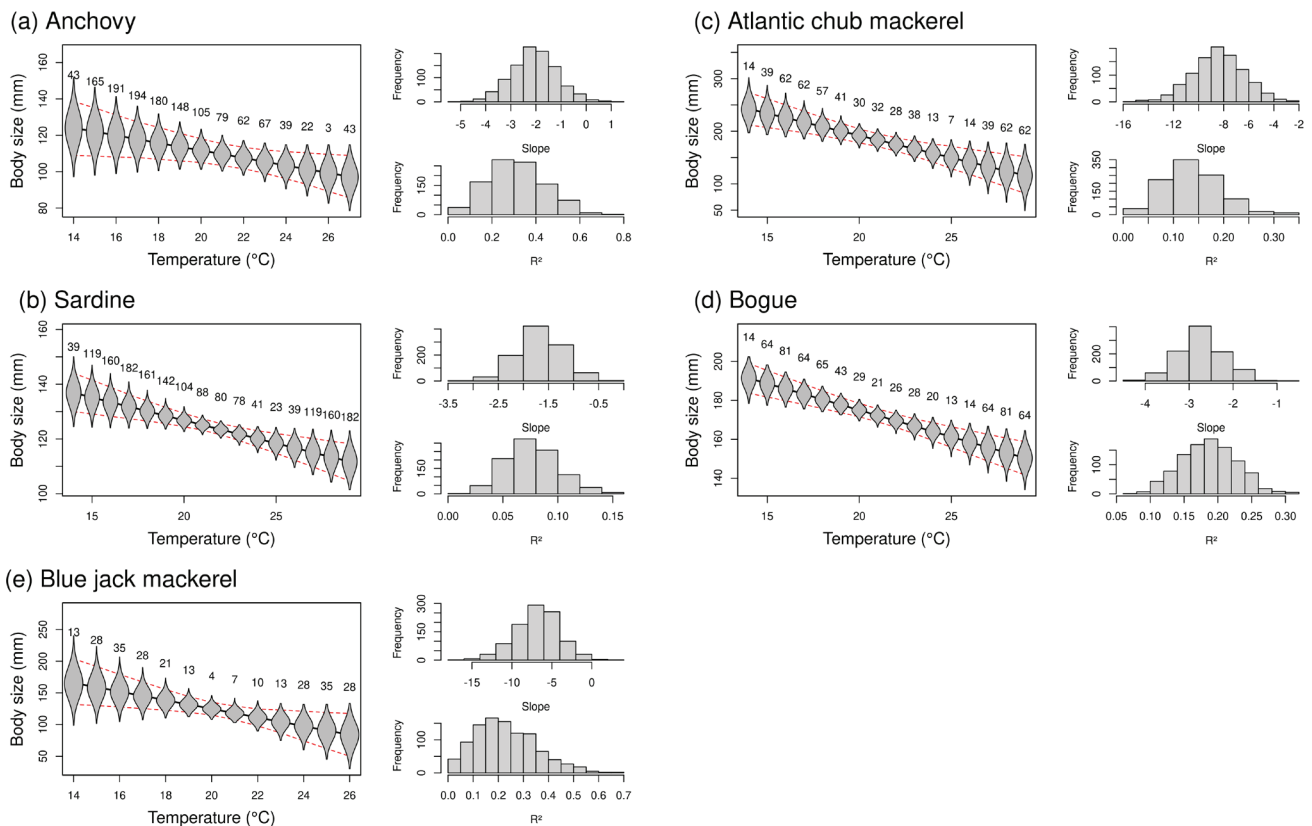 (a) Anchovy
160
140
120
100
80
Body size (mm)
43 165 191 194 180 148 105 79 62 67 39 22 3 43
14 16 18 20 22 24 26
Temperature (°C)
Frequency
100
0
-5 -4 -3 -2 -1 0 1
Slope
Frequency
150
0
0.0 0.2 0.4 0.6 0.8
R²
(c) Atlantic chub mackerel
300
200
100
50
Body size (mm)
14 39 62 62 57 41 30 32 28 38 13 7 14 39 62 62
15 20 25
Temperature (°C)
Frequency
100
0
-16 -12 -8 -4 -2
Slope
Frequency
350
150
0
0.00 0.10 0.20 0.30
R²
(b) Sardine
160
140
120
100
Body size (mm)
39 119 160 182 161 142 104 88 80 78 41 23 39 119 160 182
15 20 25
Temperature (°C)
Frequency
200
0
-3.5 -2.5 -1.5 -0.5
Slope
Frequency
150
0
0.00 0.05 0.10 0.15
R²
(d) Bogue
200
180
160
140
Body size (mm)
14 64 81 64 65 43 29 21 26 28 20 13 14 64 81 64
15 20 25
Temperature (°C)
Frequency
200
0
-4 -3 -2 -1
Slope
Frequency
100
0
0.05 0.10 0.15 0.20 0.25 0.30
R²
(e) Blue jack mackerel
250
200
150
100
50
Body size (mm)
13 28 35 28 21 13 4 7 10 13 28 35 28
14 16 18 20 22 24 26
Temperature (°C)
Frequency
300
150
0
-15 -10 -5 0
Slope
Frequency
100
0
0.0 0.1 0.2 0.3 0.4 0.5 0.6 0.7
R²